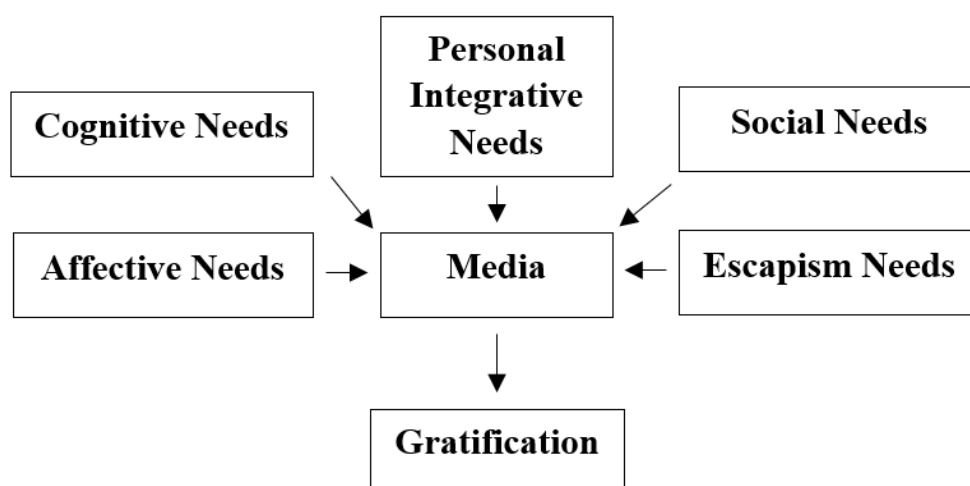 Personal
Integrative
Needs
Cognitive Needs
Social Needs
Affective Needs
Media
Escapism Needs
Gratification